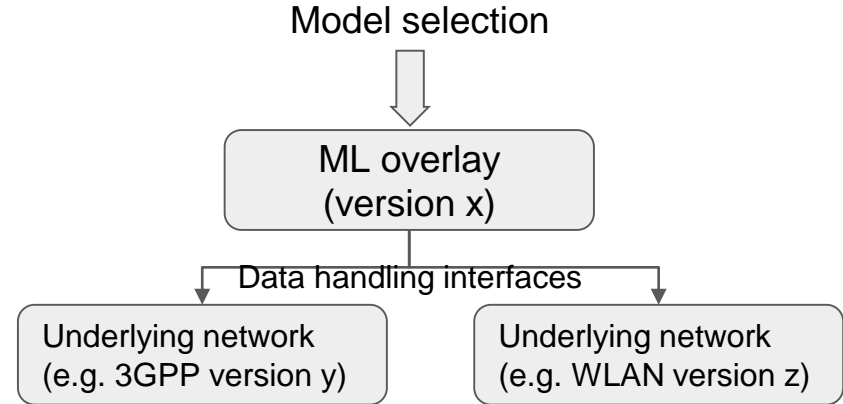 Model selection
ML overlay
(version x)
Data handling interfaces
Underlying network
(e.g. 3GPP version y)
Underlying network
(e.g. WLAN version z)